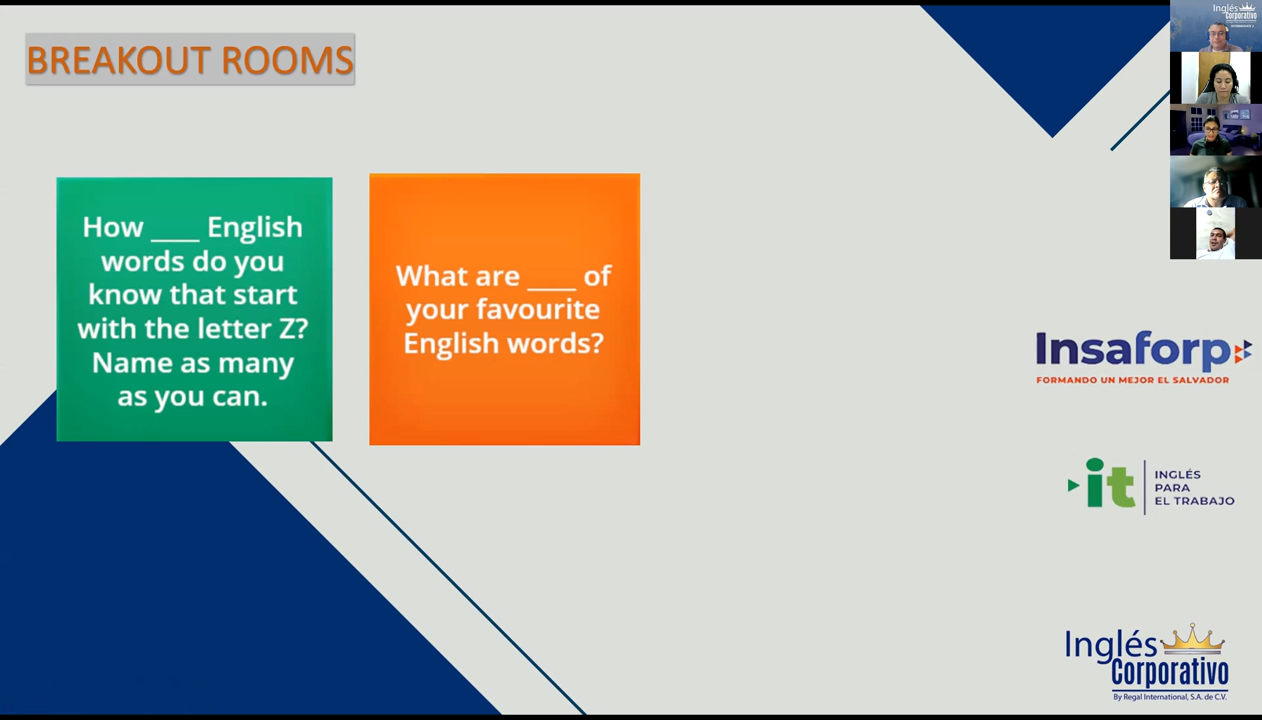 BREAKOUT ROOMS
How ____ English
words do you
know that start
with the letter Z?
Name as many
as you can.
What are ____ of
your favourite
English words?
Inglés
Corporativo
Insaforp
FORMANDO UN MEJOR EL SALVADOR
it
INGLÉS
PARA
EL TRABAJO
Inglés
Corporativo
By Regal International, S.A. de C.V.